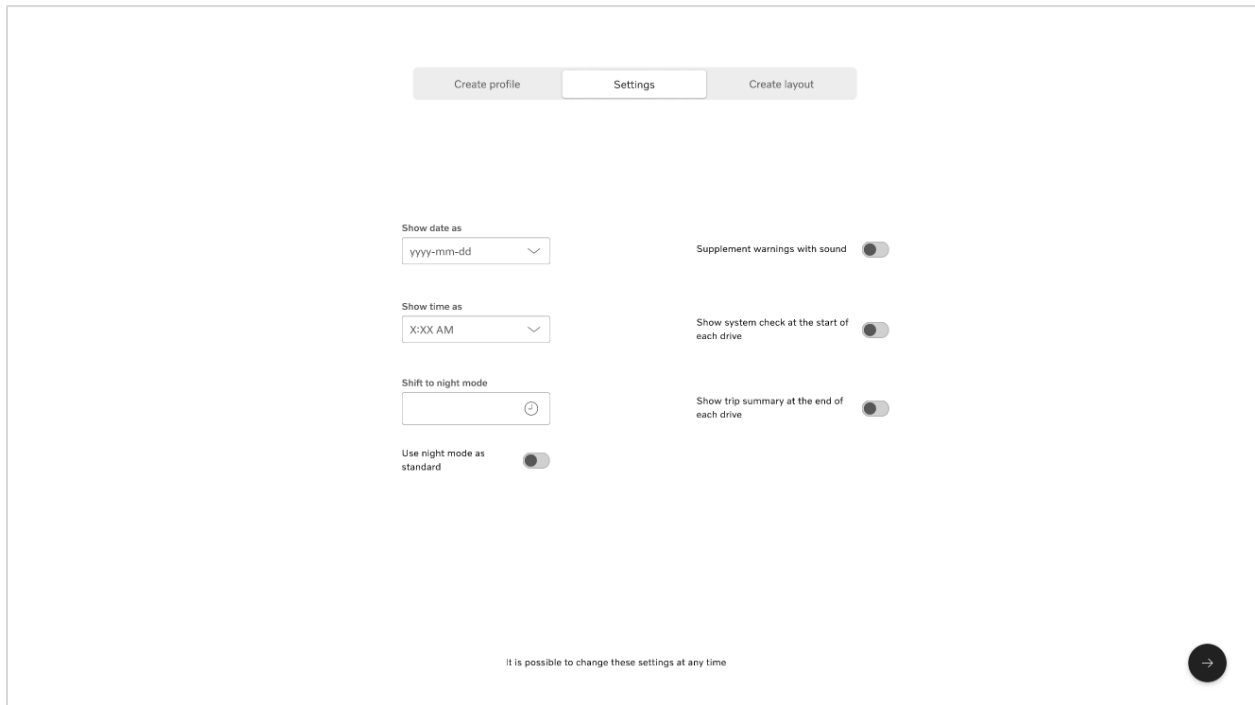 Create profile
Settings
Create layout
Show date as
yyyy-mm-dd
Show time as
X:XX AM
Shift to night mode
Use night mode as
standard
Supplement warnings with sound
Show system check at the start of
each drive
Show trip summary at the end of
each drive
It is possible to change these settings at any time